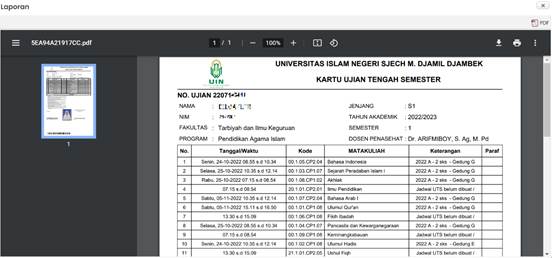 Laporan
PDF
5EA94A21917CC.pdf
1 / 1
100%
UIN
UNIVERSITAS ISLAM NEGERI SJECH M. DJAMIL DJAMBEK
KARTU UJIAN TENGAH SEMESTER
NO. UJIAN 22071
NAMA :
JENJANG : S1
NIM :
TAHUN AKADEMIK : 2022/2023
FAKULTAS : Tarbiyah dan Ilmu Keguruan
SEMESTER : 1
PROGRAM : Pendidikan Agama Islam
DOSEN PENASEHAT : Dr. ARIFMIBOY, S. Ag, M. Pd
No. Tanggal/Waktu Kode MATAKULIAH Keterangan Paraf
1 Senin, 24-10-2022 08.55 s.d 10.34 00.1.05.CP2.04 Bahasa Indonesia 2022 A - 2 sks - Gedung G
2 Selasa, 25-10-2022 10.35 s.d 12.14 00.1.03.CP1.07 Sejarah Peradaban Islam I 2022 A - 2 sks - Gedung G
3 Rabu, 26-10-2022 07.15 s.d 08.54 00.1.08.CP1.02 Akhlak 2022 A - 2 sks - Gedung G
4 07.15 s.d 08.54 20.1.01.CP2.01 Ilmu Pendidikan Jadwal UTS belum dibuat /
5 Sabtu, 05-11-2022 10.35 s.d 12.14 00.1.07.CP2.04 Bahasa Arab I 2022 A - 2 sks - Gedung G
6 Sabtu, 05-11-2022 15.11 s.d 16.50 00.1.01.CP2.08 Ulumul Qur'an 2022 A - 2 sks - Gedung G
7 13.30 s.d 15.09 00.1.06.CP1.08 Fikih Ibadah Jadwal UTS belum dibuat /
8 Selasa, 25-10-2022 08.55 s.d 10.34 00.1.04.CP1.07 Pancasila dan Kewarganegaraan 2022 A - 2 sks - Gedung G
9 07.15 s.d 08.54 00.1.09.CP1.08 Keminangkabauan Jadwal UTS belum dibuat /
10 Senin, 24-10-2022 10.35 s.d 12.14 00.1.02.CP1.08 Ulumul Hadis 2022 A - 2 sks - Gedung E
11 13.30 s.d 15.09 21.1.01.CP2.05 Ushul Fiqh Jadwal UTS belum dibuat /
1